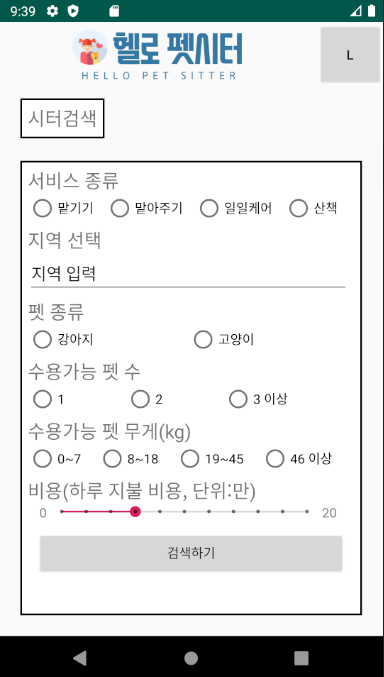 9:39
헬로 펫시터
HELLO PET SITTER
L
시터검색
서비스 종류
맡기기 맡아주기 일일케어 산책
지역 선택
지역 입력
펫 종류
강아지 고양이
수용가능 펫 수
1 2 3 이상
수용가능 펫 무게(kg)
0~7 8~18 19~45 46 이상
비용(하루 지불 비용, 단위:만)
0 20
검색하기